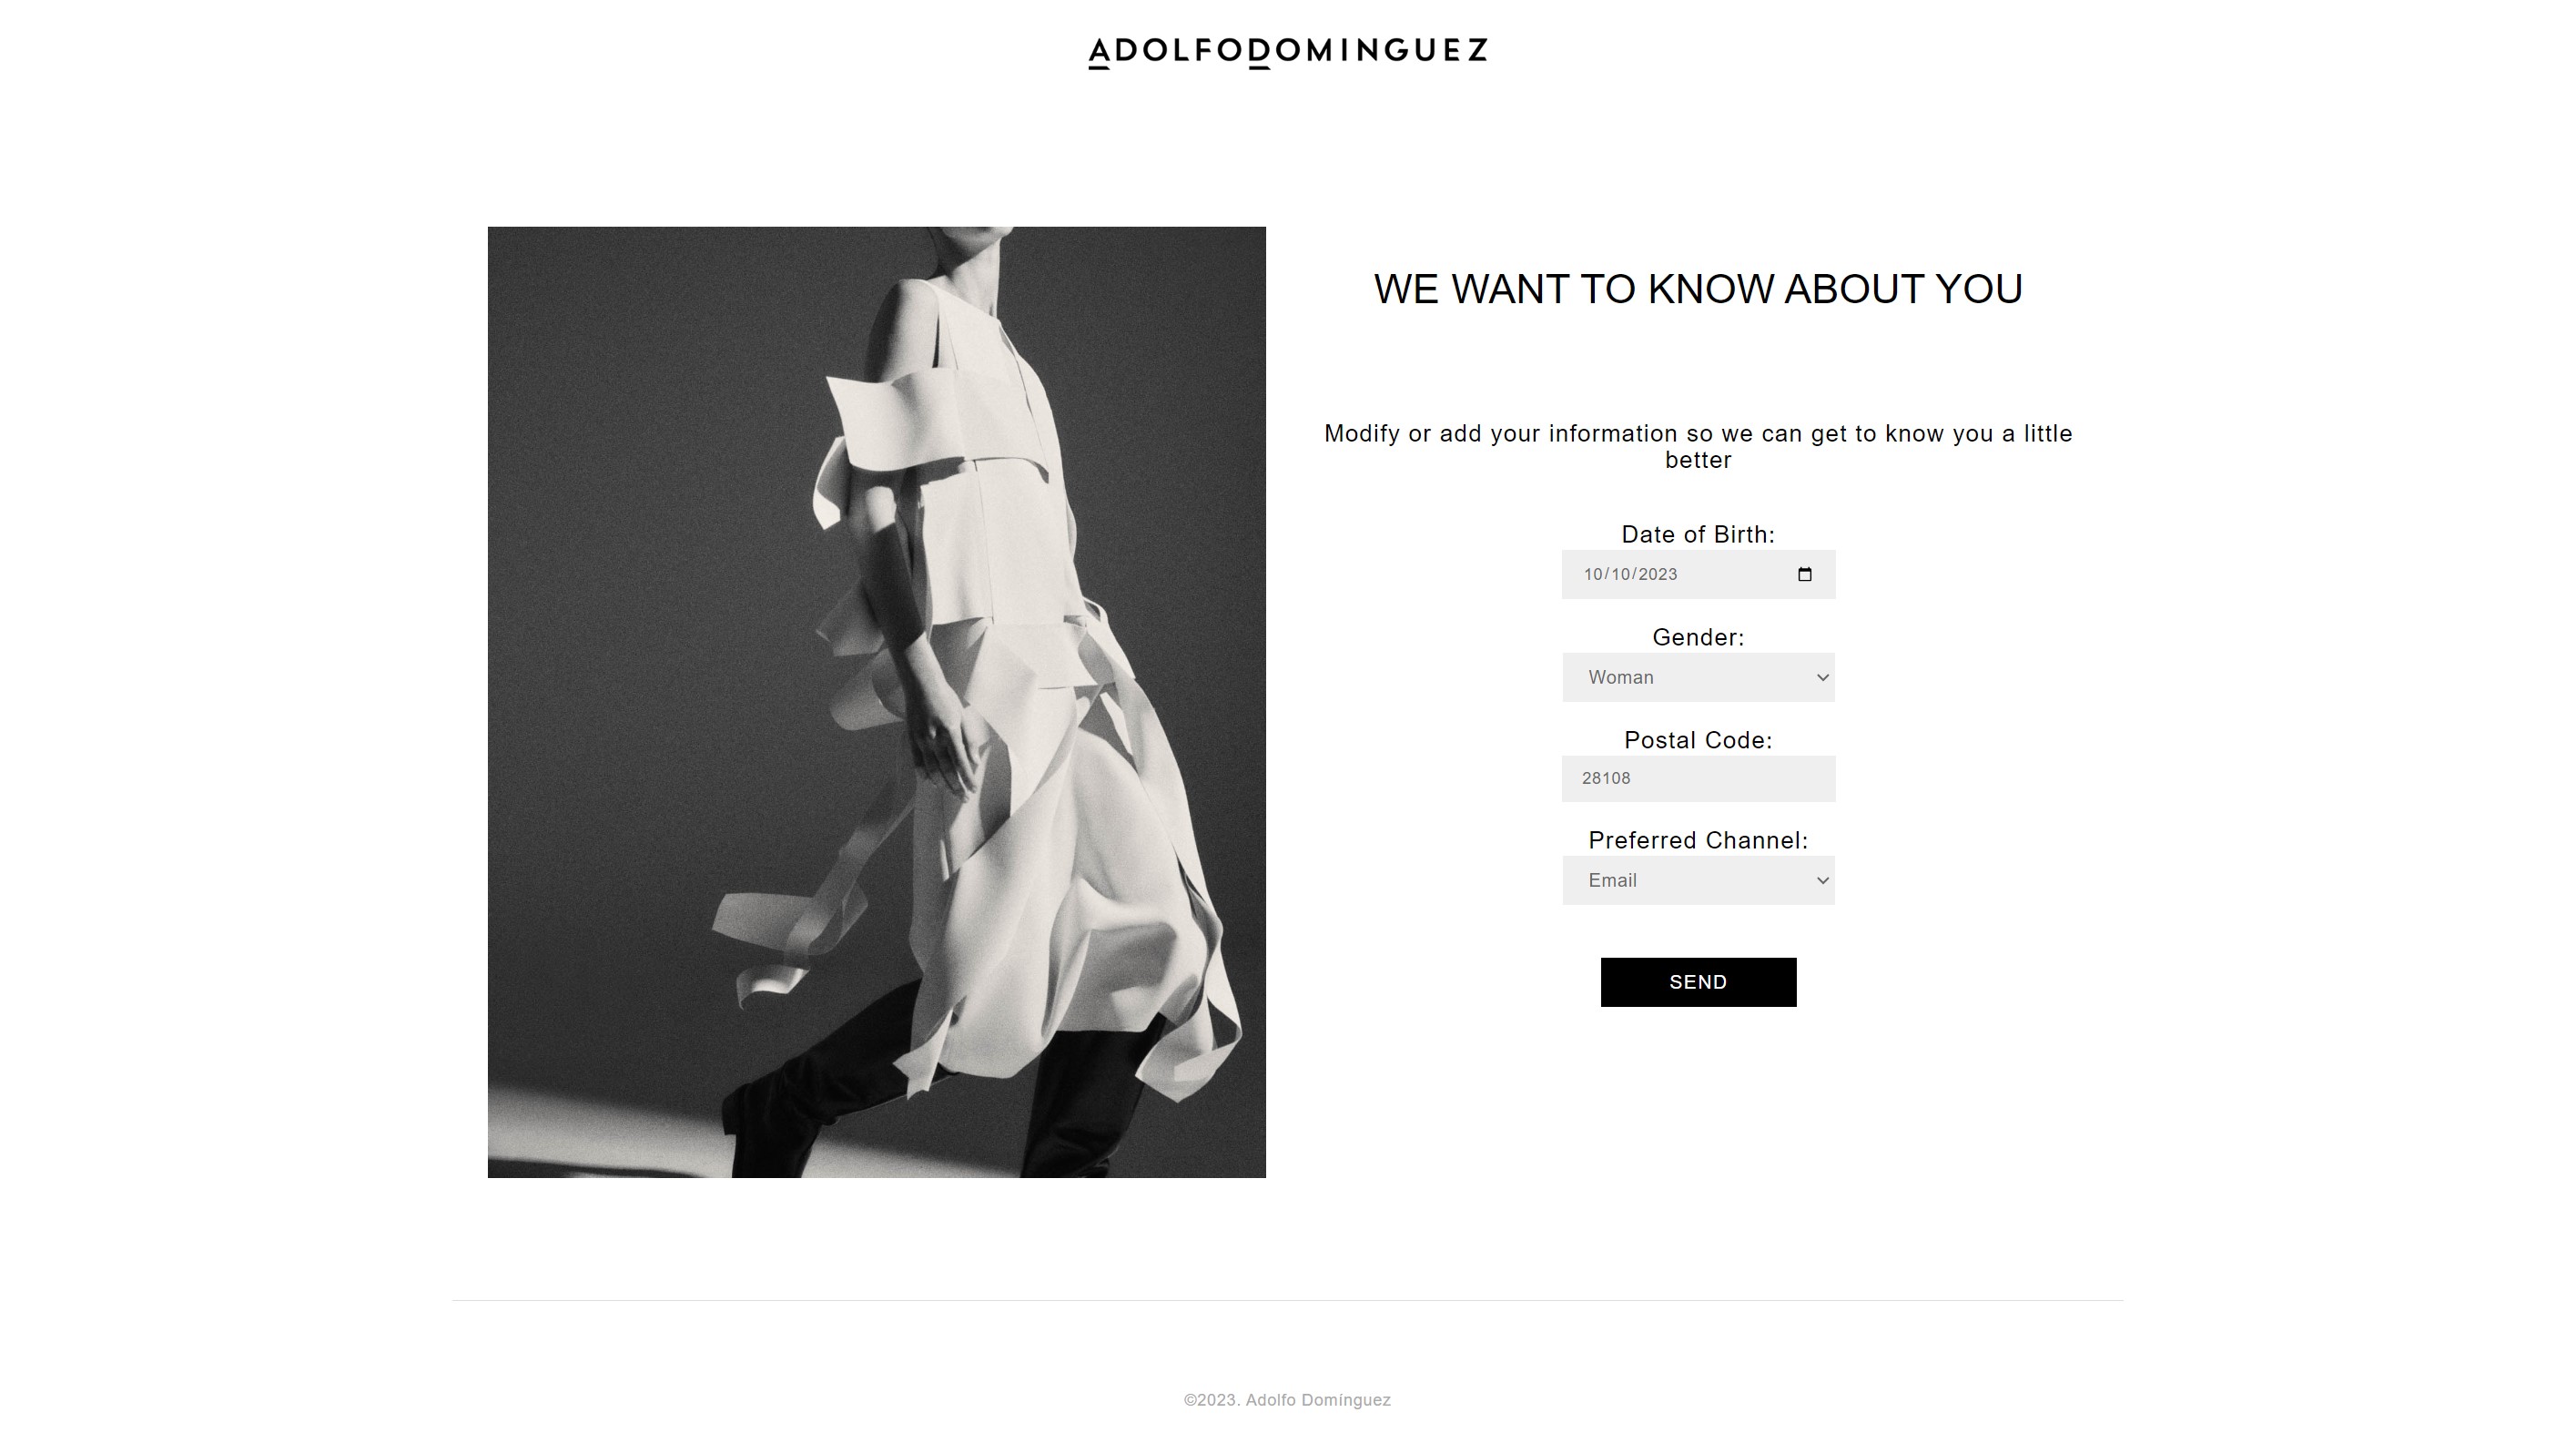 ADOLFODOMINGUEZ
WE WANT TO KNOW ABOUT YOU
Modify or add your information so we can get to know you a little
better
Date of Birth:
10/10/2023
Gender:
Woman
Postal Code:
28108
Preferred Channel:
Email
SEND
©2023. Adolfo Domínguez